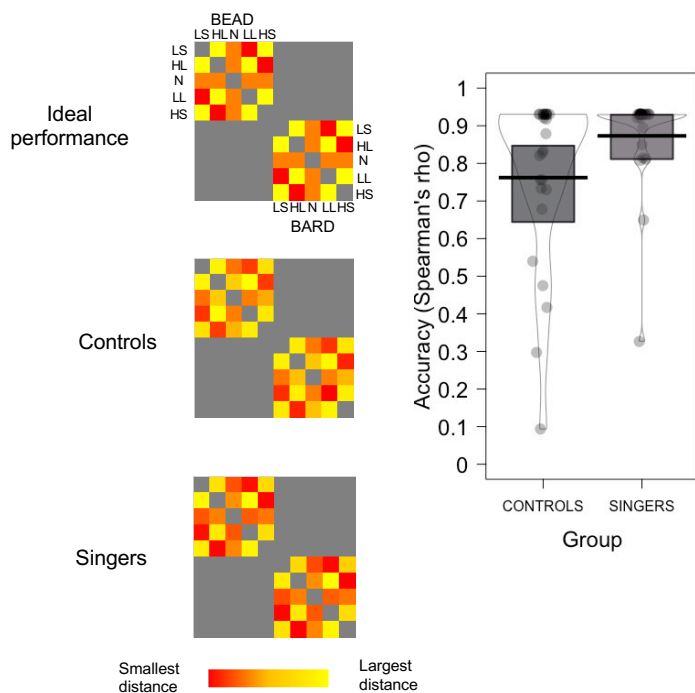 BEAD
LS HL N LL HS
LS
HL
N
LL
HS
Ideal
performance
LS
HL
N
LL
HS
LS HL N LL HS
BARD
Controls
Singers
Smallest
distance
Largest
distance
Accuracy (Spearman's rho)
1
0.9
0.8
0.7
0.6
0.5
0.4
0.3
0.2
0.1
0
CONTROLS SINGERS
Group